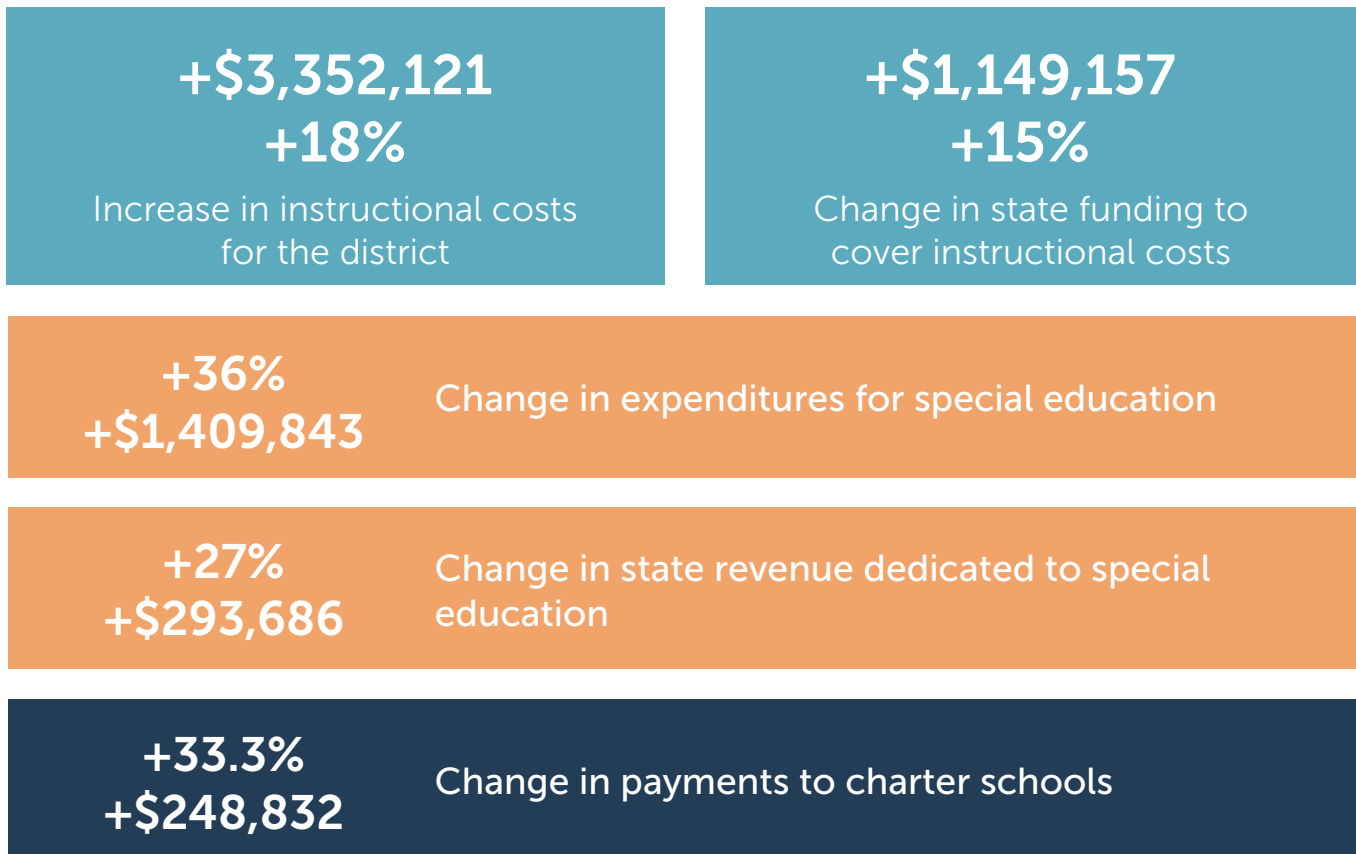 +$3,352,121
+18%
Increase in instructional costs
for the district
+$1,149,157
+15%
Change in state funding to
cover instructional costs
+36%
+$1,409,843
Change in expenditures for special education
+27%
+$293,686
Change in state revenue dedicated to special
education
+33.3%
+$248,832
Change in payments to charter schools